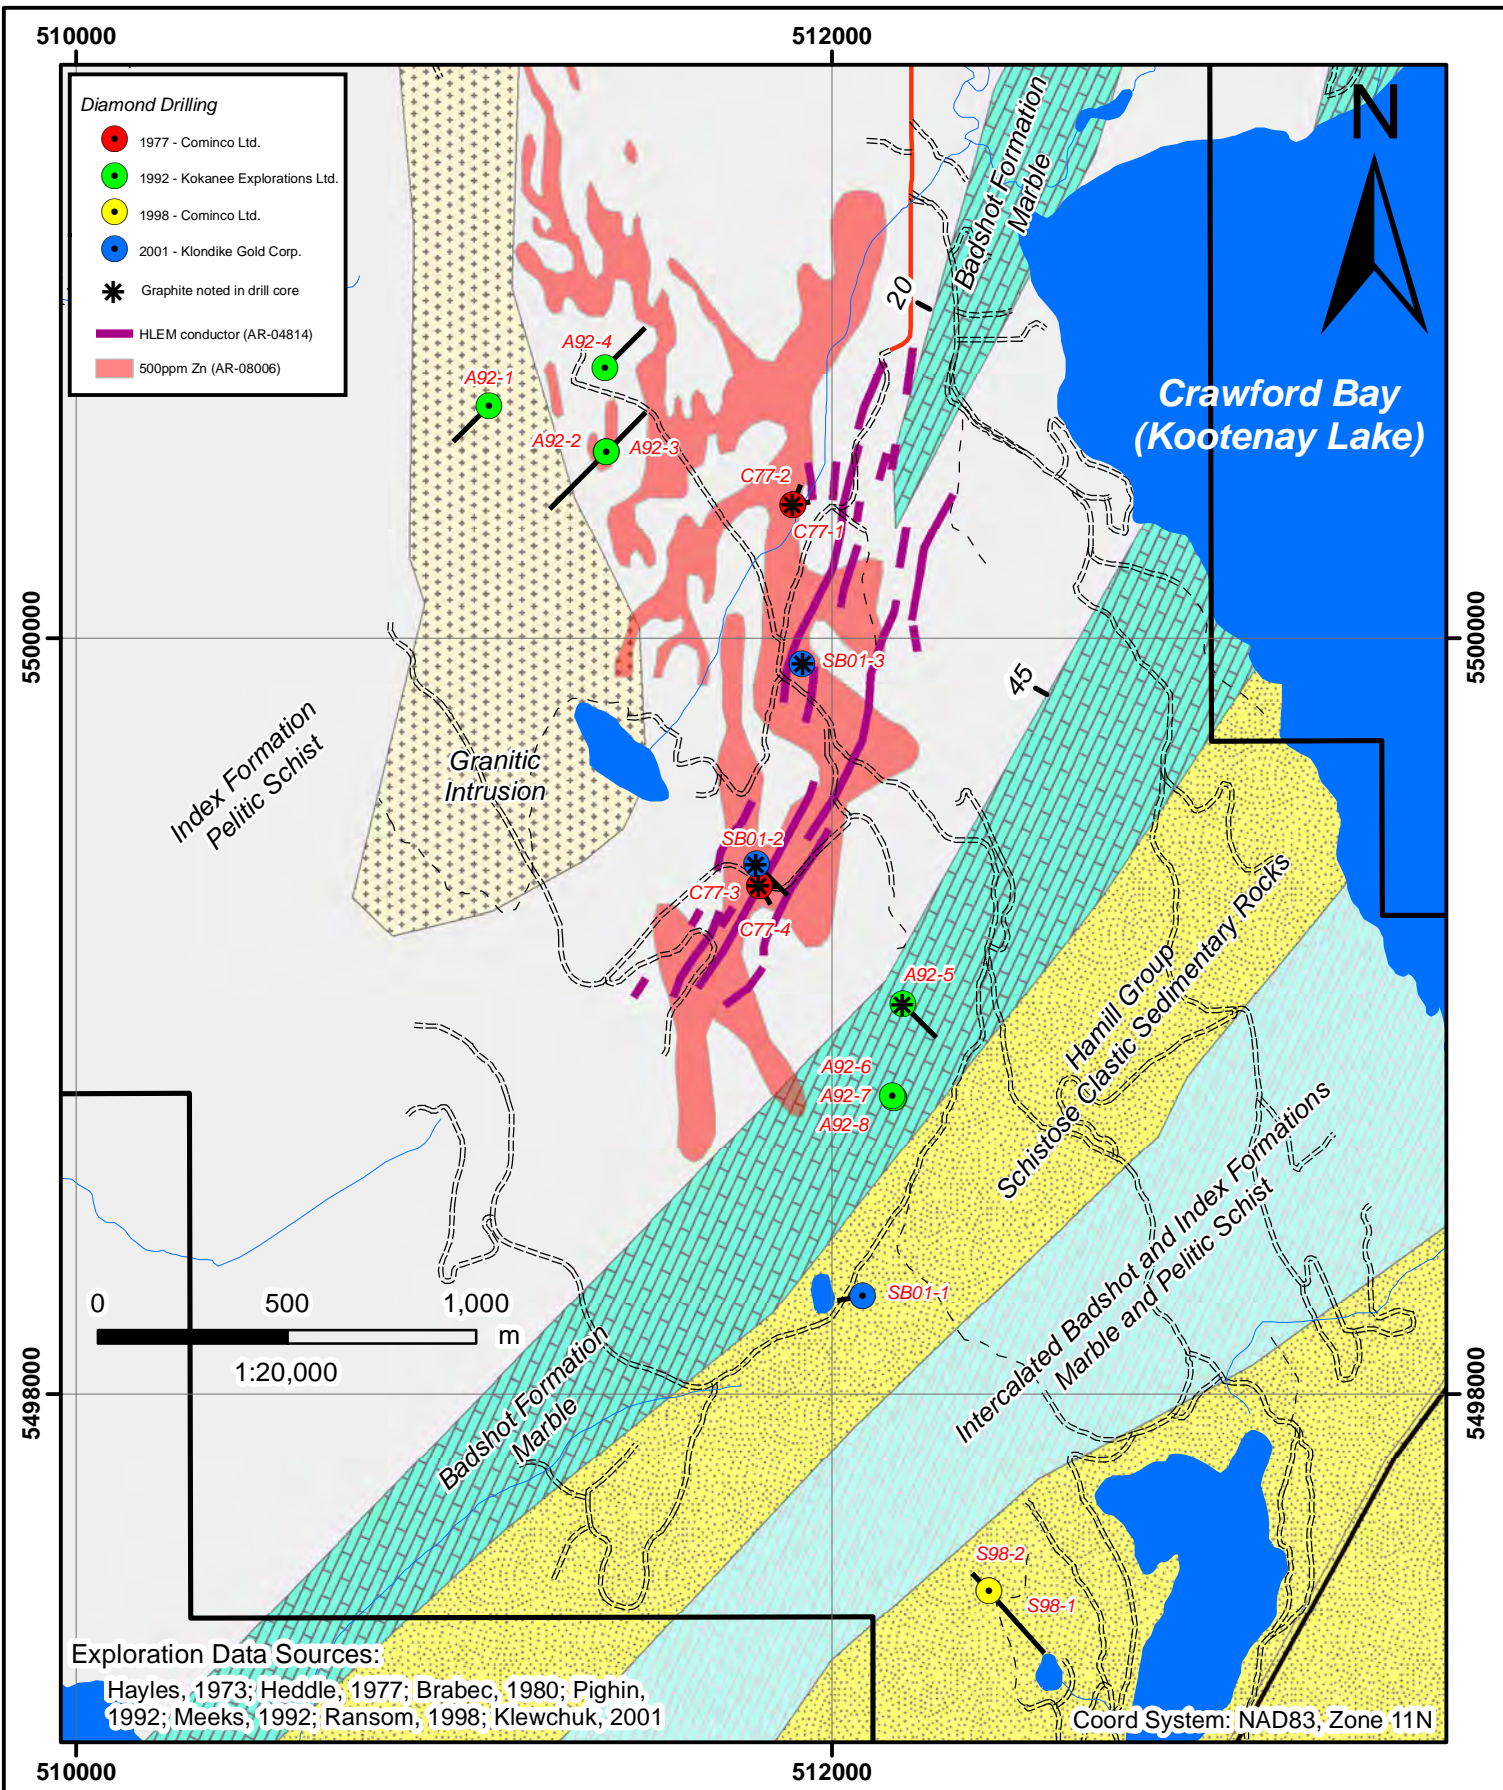 510000
512000
Diamond Drilling
1977 - Cominco Ltd.
1992 - Kokanee Explorations Ltd.
1998 - Cominco Ltd.
2001 - Klondike Gold Corp.
Graphite noted in drill core
HLEM conductor (AR-04814)
500ppm Zn (AR-08006)
N
Badshot Formation
Marble
20
Crawford Bay
(Kootenay Lake)
A92-4
A92-1
A92-2
A92-3
C77-2
C77-1
5500000
5500000
SB01-3
45
Index Formation
Pelitic Schist
Granitic
Intrusion
SB01-2
C77-3
C77-4
A92-5
Hamill Group
Schistose Clastic Sedimentary Rocks
A92-6
A92-7
A92-8
Intercalated Badshot and Index Formations
Marble and Pelitic Schist
SB01-1
0
500
1,000
m
1:20,000
Badshot Formation
Marble
5498000
5498000
S98-2
S98-1
Exploration Data Sources:
Hayles, 1973; Heddle, 1977; Brabec, 1980; Pighin,
1992; Meeks, 1992; Ransom, 1998; Klewchuk, 2001
Coord System: NAD83, Zone 11N
510000
512000